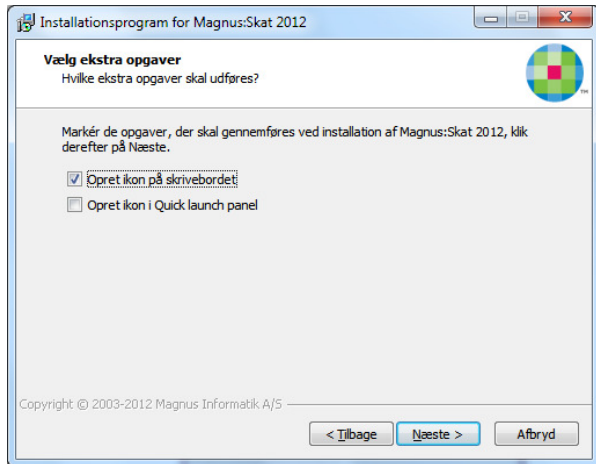 Installationsprogram for Magnus:Skat 2012
Vælg ekstra opgaver
Hvilke ekstra opgaver skal udføres?
TM
Markér de opgaver, der skal gennemføres ved installation af Magnus:Skat 2012, klik
derefter på Næste.
Opret ikon på skrivebordet
Opret ikon i Quick launch panel
Copyright © 2003-2012 Magnus Informatik A/S
< Tilbage
Næste >
Afbryd